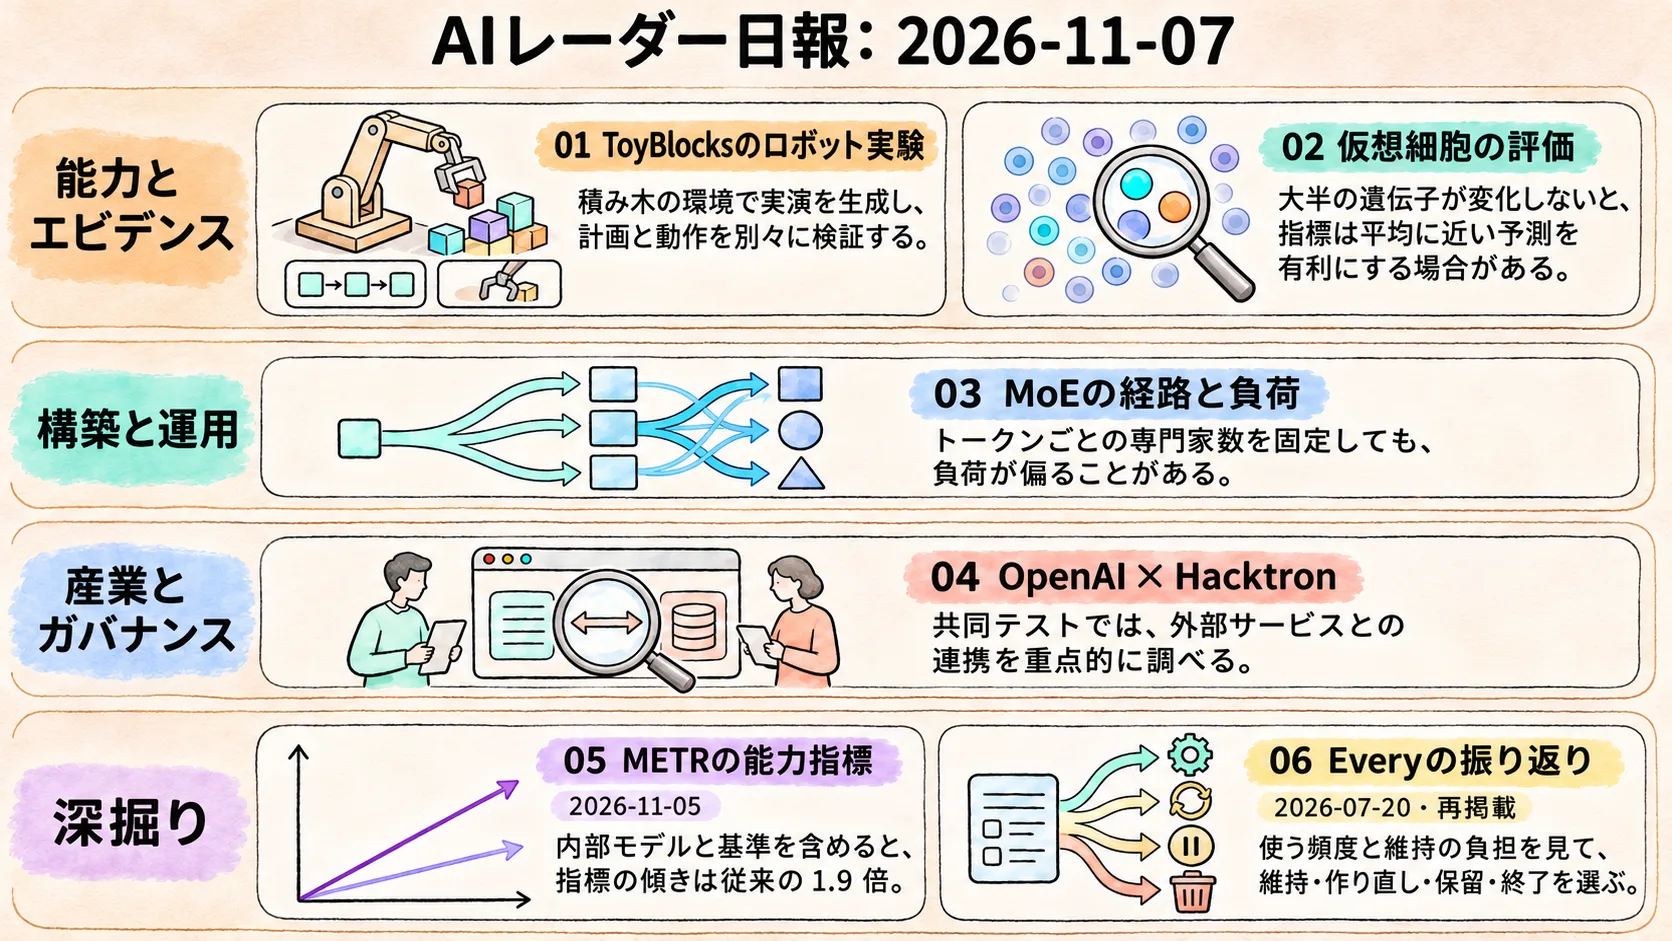 AIレーダー日報: 2026-11-07
能力と
エビデンス
01 ToyBlocksのロボット実験
積み木の環境で実演を生成し、
計画と動作を別々に検証する。
02 仮想細胞の評価
大半の遺伝子が変化しないと、
指標は平均に近い予測を
有利にする場合がある。
構築と運用
03 MoEの経路と負荷
トークンごとの専門家数を固定しても、
負荷が偏ることがある。
産業と
ガバナンス
04 OpenAI × Hacktron
共同テストでは、外部サービスとの
連携を重点的に調べる。
深掘り
05 METRの能力指標
2026-11-05
内部モデルと基準を含めると、
指標の傾きは従来の 1.9 倍。
06 Everyの振り返り
2026-07-20・再掲載
使う頻度と維持の負担を見て、
維持・作り直し・保留・終了を選ぶ。